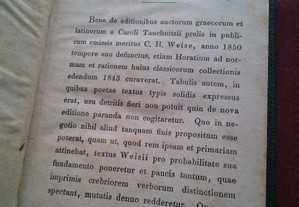 Bene de editionibus auctorum graecorum et
latinorum e Caroli Tauchnitzii prelis in publi-
cum emissis meritus C. H. Weise, anno 1850
tempore suo defunctus, etiam Horatium ad nor-
mam et rationem huius classicorum collectionis
edendum 1843 curaverat. Tabulis autem, in
quibus poetae textus typis solidis expressus
erat, usu detritis fieri non potuit quin de nova
edition paranda non cogitaretur. Quo in ne-
gotio nihil aliud tanquam finis propositum esse
poterat, quam ut, quod rem ipsam et primariam
attinebat, textus Weisii pro probabilitate sua
fundamento poneretur et paucis tantum, quae
imprimis crebriorem verborum distinctionem
spectant, mutatis denuo redderetur. Quo